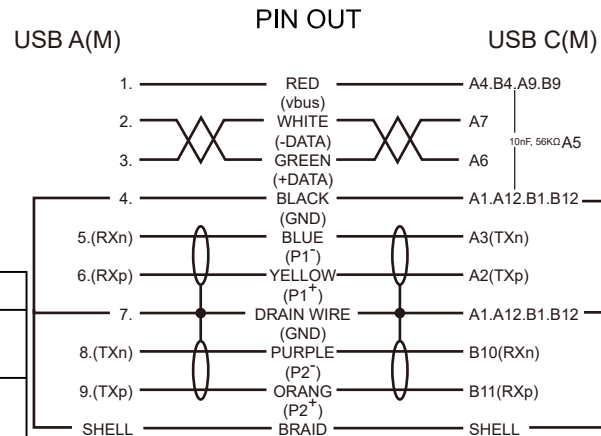 PIN OUT
USB A(M) USB C(M)
1. RED A4.B4.A9.B9
(vbus)
2. WHITE A7
(-DATA) 10nF, 56KΩ A5
3. GREEN A6
(+DATA)
4. BLACK A1.A12.B1.B12
(GND)
5.(RXn) BLUE A3(TXn)
(P1-)
6.(RXp) YELLOW A2(TXp)
(P1+)
7. DRAIN WIRE A1.A12.B1.B12
(GND)
8.(TXn) PURPLE B10(RXn)
(P2-)
9.(TXp) ORANG B11(RXp)
(P2+)
SHELL BRAID SHELL